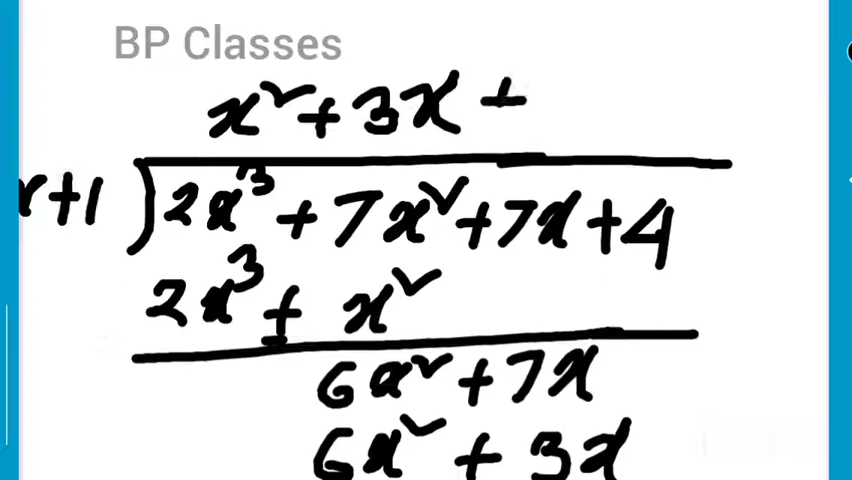 BP Classes
x² + 3x +
x+1 ) 2x³ + 7x² + 7x + 4
2x³ + x²
6x² + 7x
6x² + 3x